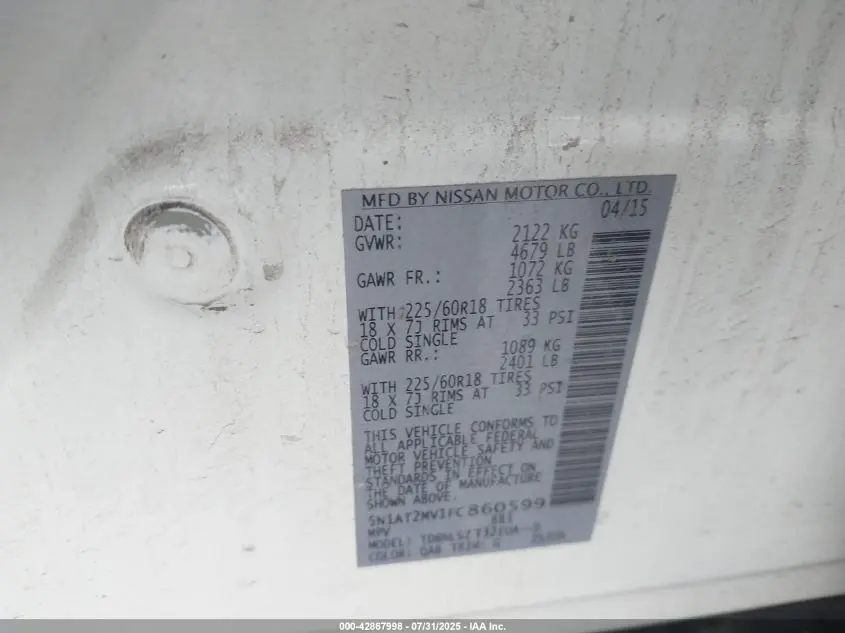 MFD BY NISSAN MOTOR CO., LTD.
DATE: 04/15
GVWR: 2122 KG
4679 LB
GAWR FR.: 1072 KG
2363 LB
WITH 225/60R18 TIRES
18 X 7J RIMS AT 33 PSI
COLD SINGLE
GAWR RR.: 1089 KG
2401 LB
WITH 225/60R18 TIRES
18 X 7J RIMS AT 33 PSI
COLD SINGLE
THIS VEHICLE CONFORMS TO
ALL APPLICABLE FEDERAL
MOTOR VEHICLE SAFETY AND
THEFT PREVENTION
STANDARDS IN EFFECT ON
THE DATE OF MANUFACTURE
SHOWN ABOVE.
5N1AT2MV1FC860599
MPV
MODEL:
COLOR: QAB TRIM: G
000-42867998 - 07/31/2025 - IAA Inc.